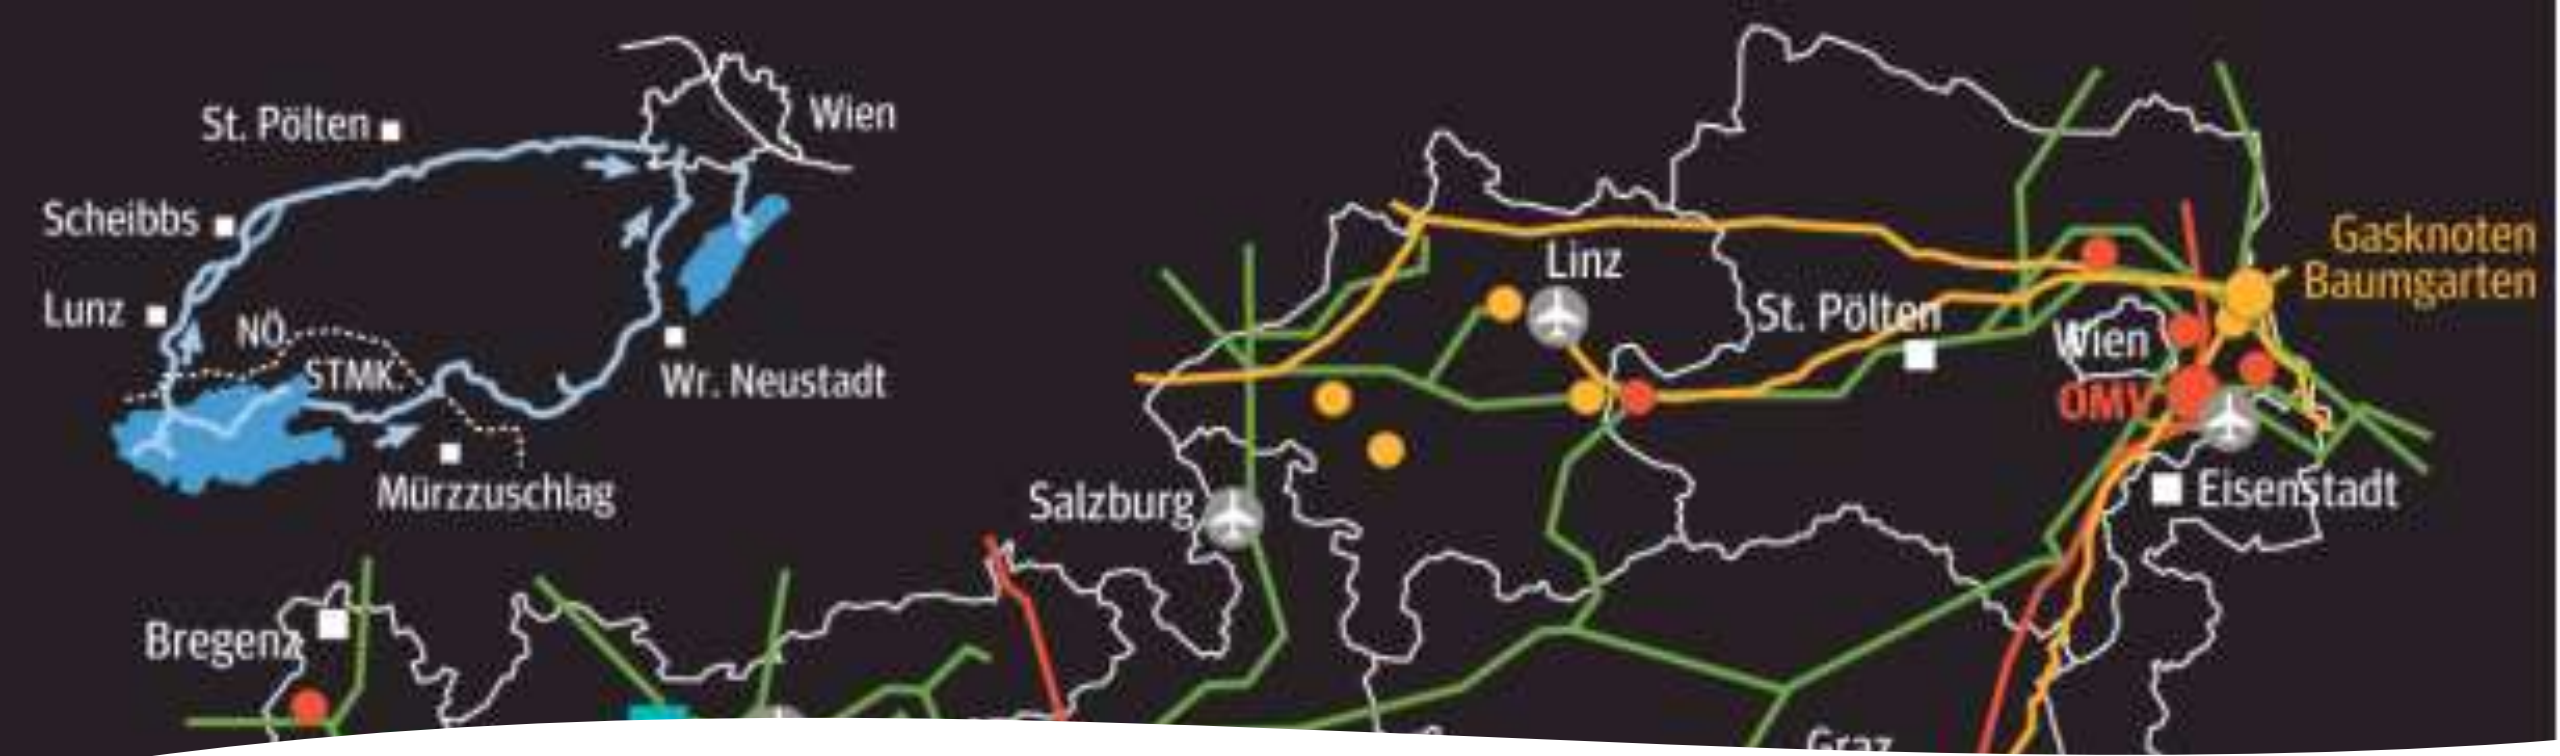 St. Pölten
Wien
Scheibbs
Lunz
NÖ
STMK.
Wr. Neustadt
Mürzzuschlag
Gasknoten
Baumgarten
Linz
St. Pölten
Wien
OMV
Eisenstadt
Salzburg
Bregenz
Graz